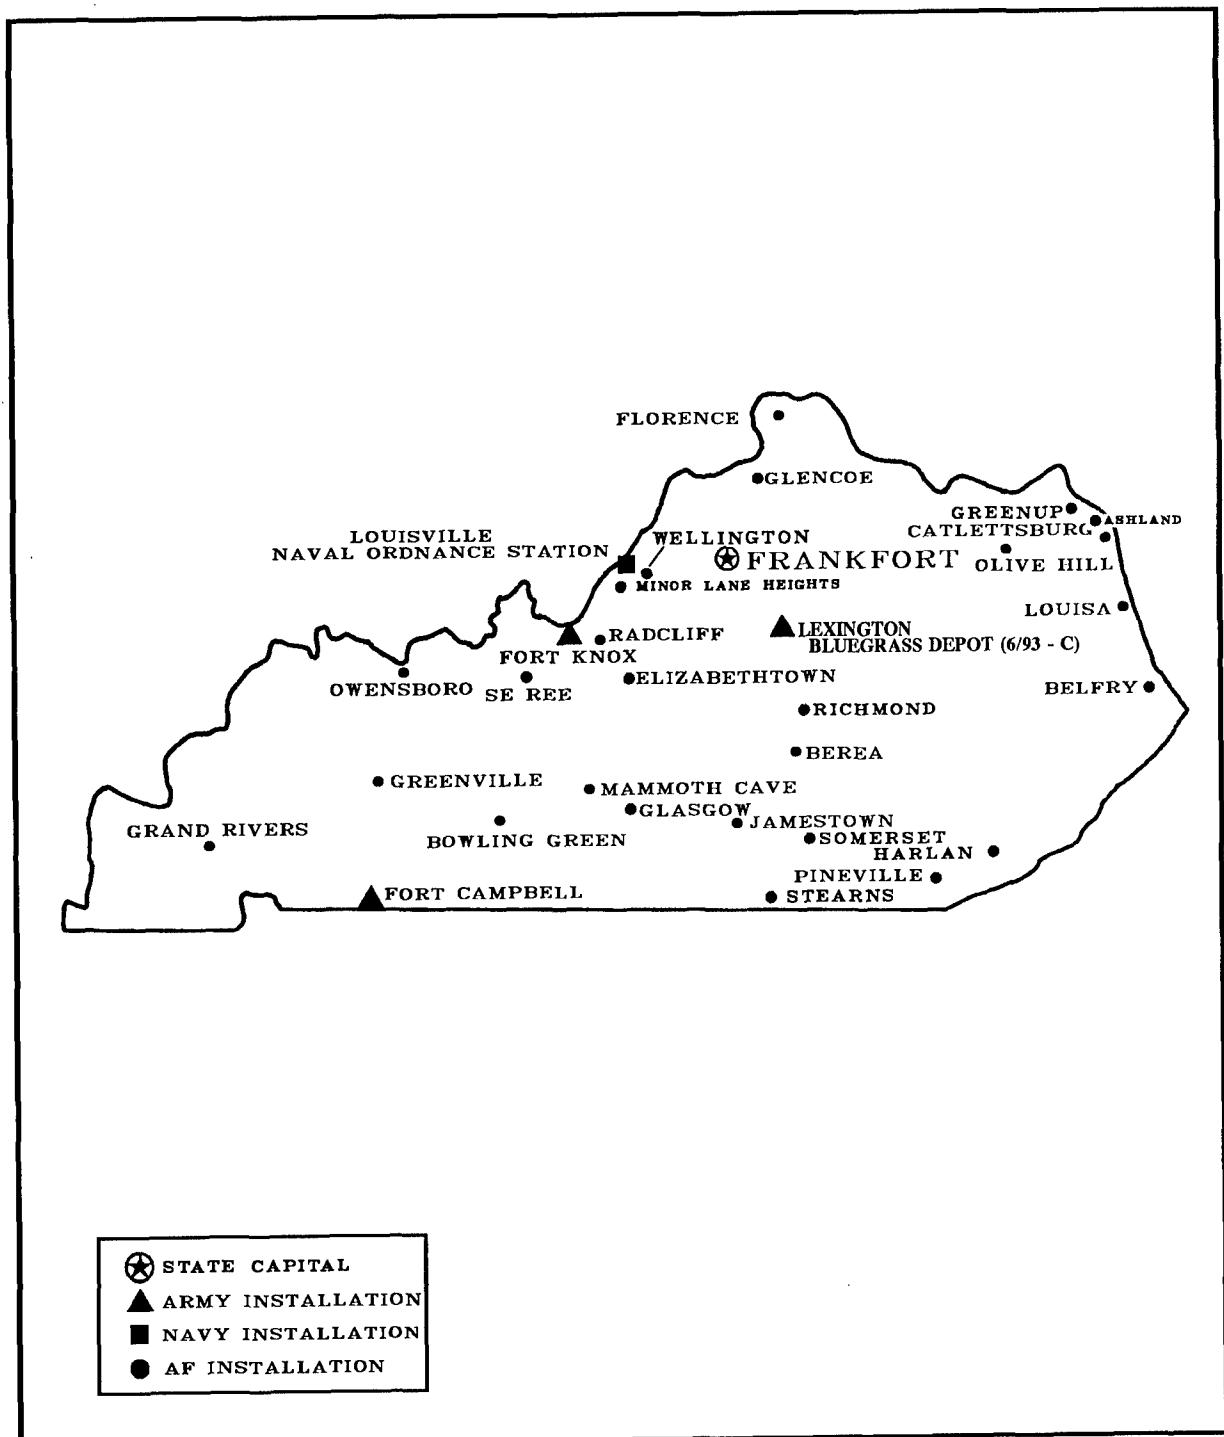 FLORENCE
GLENCOE
GREENUP
ASHLAND
CATLETTSBURG
LOUISVILLE
NAVAL ORDNANCE STATION
WELLINGTON
FRANKFORT
OLIVE HILL
MINOR LANE HEIGHTS
LOUISA
RADCLIFF
LEXINGTON
BLUEGRASS DEPOT (6/93 - C)
FORT KNOX
ELIZABETHTOWN
OWENSBORO
SE REE
BELFRY
RICHMOND
BEREA
GREENVILLE
MAMMOTH CAVE
GLASGOW
JAMESTOWN
GRAND RIVERS
BOWLING GREEN
SOMERSET
HARLAN
PINEVILLE
FORT CAMPBELL
STEARNS
STATE CAPITAL
ARMY INSTALLATION
NAVY INSTALLATION
AF INSTALLATION